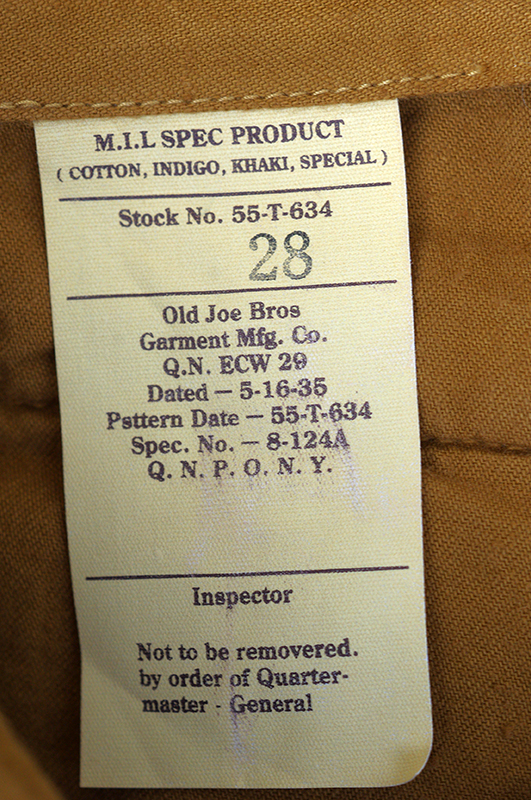 M.I.L SPEC PRODUCT
( COTTON, INDIGO, KHAKI, SPECIAL )
Stock No. 55-T-634
28
Old Joe Bros
Garment Mfg. Co.
Q.N. ECW 29
Dated — 5-16-35
Psttern Date — 55-T-634
Spec. No. — 8-124A
Q. N. P. O. N. Y.
Inspector
Not to be removered.
by order of Quarter-
master - General